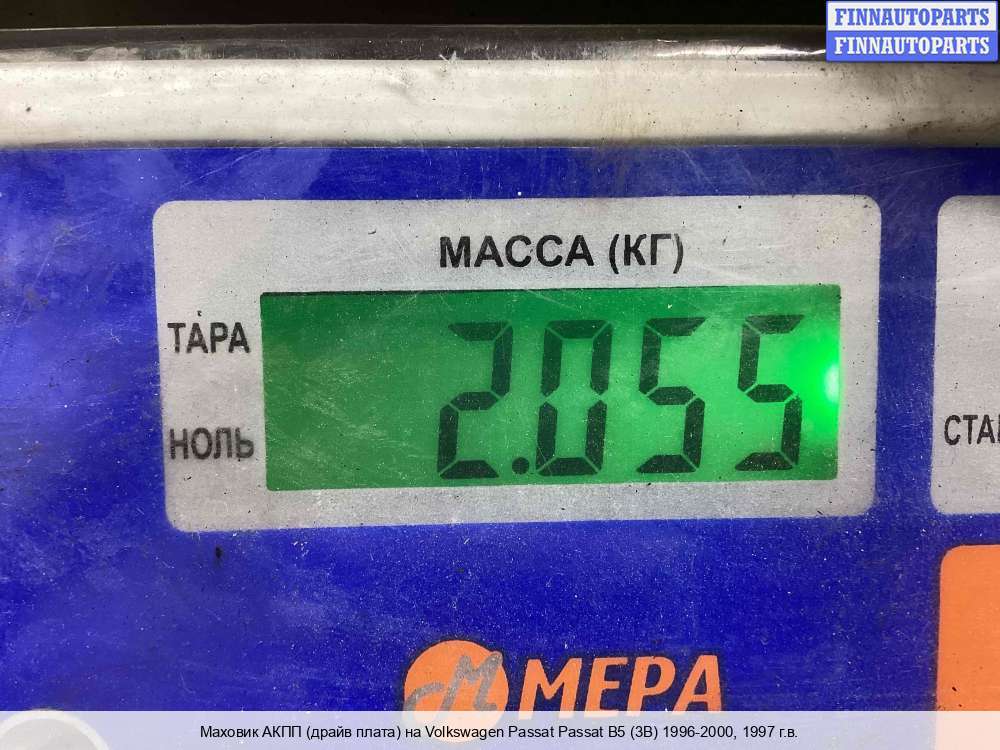 FINNAUTOPARTS
FINNAUTOPARTS
МАССА (КГ)
ТАРА
2.055
НОЛЬ
МЕРА
Маховик АКПП (драйв плата) на Volkswagen Passat Passat B5 (3B) 1996-2000, 1997 г.в.